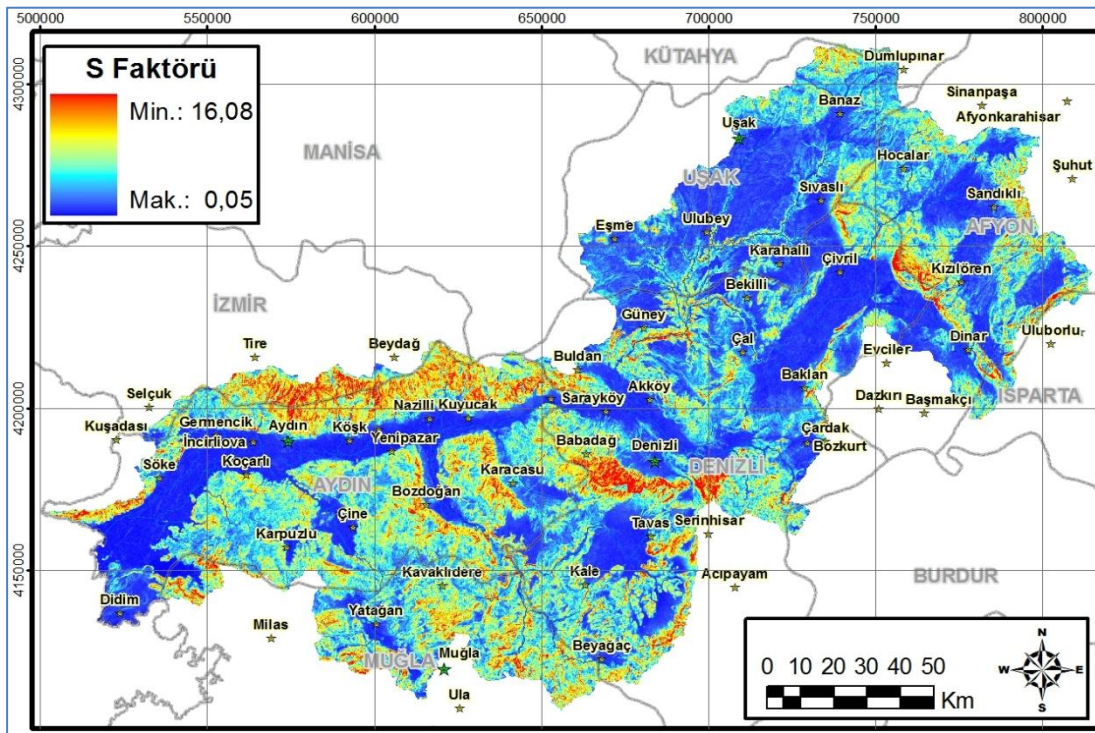 5000000 550000 600000 650000 700000 750000 800000
S Faktörü
Min.: 16,08
Mak.: 0,05
4300000
4250000
4200000
4150000
KÜTAHYA
Dumlupınar
Sinanpaşa
Banaz
Afyonkarahisar
Uşak
MANİSA
Hocalar
Şuhut
UŞAK
Sıvaslı
Sandıklı
Ulubey
AFYON
Eşme
Karahallı
Çivril
Kızılören
Bekilli
İZMİR
Güney
Tire
Beydağ
Çal
Dinar
Uluborlu
Buldan
Evciler
Akköy
Baklan
Selçuk
Sarayköy
Dazkırı
Başmakçı
ISPARTA
Nazilli
Kuyucak
Kuşadası
Germencik
Aydın
Köşk
İncirliova
Yenipazar
Çardak
Bozkurt
Babadağ
Denizli
Söke
Koçarlı
Karacasu
DENİZLİ
AYDIN
Bozdoğan
Çine
Tavas
Serinhisar
Karpuzlu
Kavaklıdere
Kale
Acıpayam
BURDUR
Didim
Yatağan
Milas
Beyağaç
MUĞLA
Muğla
Ula
0 10 20 30 40 50
Km
N
W
E
S